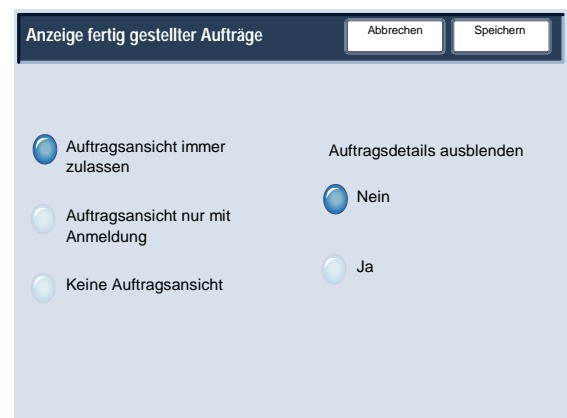 Anzeige fertig gestellter Aufträge
Abbrechen
Speichern
Auftragsansicht immer
zulassen
Auftragsansicht nur mit
Anmeldung
Keine Auftragsansicht
Auftragsdetails ausblenden
Nein
Ja